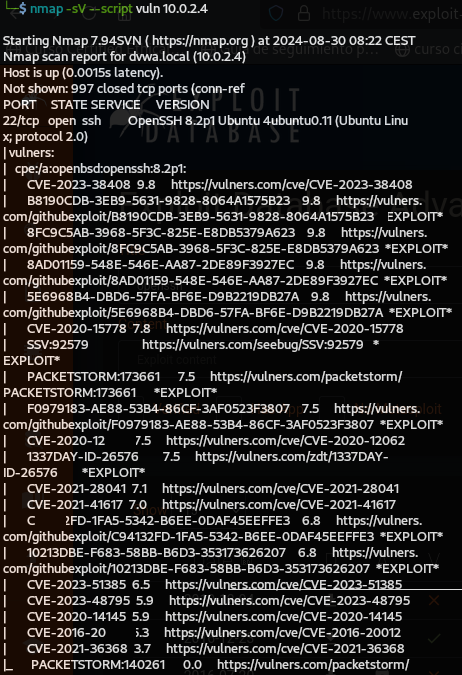 └─$ nmap -sV --script vuln 10.0.2.4
Starting Nmap 7.94SVN ( https://nmap.org ) at 2024-08-30 08:22 CEST
Nmap scan report for dvwa.local (10.0.2.4)
Host is up (0.0015s latency).
Not shown: 997 closed tcp ports (conn-ref
PORT STATE SERVICE VERSION
22/tcp open ssh OpenSSH 8.2p1 Ubuntu 4ubuntu0.11 (Ubuntu Linu
x; protocol 2.0)
| vulners:
| cpe:/a:openbsd:openssh:8.2p1:
| CVE-2023-38408 9.8 https://vulners.com/cve/CVE-2023-38408
| B8190CDB-3EB9-5631-9828-8064A1575B23 9.8 https://vulners.
com/githubexploit/B8190CDB-3EB9-5631-9828-8064A1575B23 *EXPLOIT*
| 8FC9C5AB-3968-5F3C-825E-E8DB5379A623 9.8 https://vulners.
com/githubexploit/8FC9C5AB-3968-5F3C-825E-E8DB5379A623 *EXPLOIT*
| 8AD01159-548E-546E-AA87-2DE89F3927EC 9.8 https://vulners.
com/githubexploit/8AD01159-548E-546E-AA87-2DE89F3927EC *EXPLOIT*
| 5E6968B4-DBD6-57FA-BF6E-D9B2219DB27A 9.8 https://vulners.
com/githubexploit/5E6968B4-DBD6-57FA-BF6E-D9B2219DB27A *EXPLOIT*
| CVE-2020-15778 7.8 https://vulners.com/cve/CVE-2020-15778
| SSV:92579 https://vulners.com/seebug/SSV:92579 *
EXPLOIT*
| PACKETSTORM:173661 7.5 https://vulners.com/packetstorm/
PACKETSTORM:173661 *EXPLOIT*
| F0979183-AE88-53B4-86CF-3AF0523F3807 7.5 https://vulners.
com/githubexploit/F0979183-AE88-53B4-86CF-3AF0523F3807 *EXPLOIT*
| CVE-2020-12 7.5 https://vulners.com/cve/CVE-2020-12062
| 1337DAY-ID-26576 7.5 https://vulners.com/zdt/1337DAY-
ID-26576 *EXPLOIT*
| CVE-2021-28041 7.1 https://vulners.com/cve/CVE-2021-28041
| CVE-2021-41617 7.0 https://vulners.com/cve/CVE-2021-41617
| C 2FD-1FA5-5342-B6EE-0DAF45EEFFE3 6.8 https://vulners.
com/githubexploit/C94132FD-1FA5-5342-B6EE-0DAF45EEFFE3 *EXPLOIT*
| 10213DBE-F683-58BB-B6D3-353173626207 6.8 https://vulners.
com/githubexploit/10213DBE-F683-58BB-B6D3-353173626207 *EXPLOIT*
| CVE-2023-51385 6.5 https://vulners.com/cve/CVE-2023-51385
| CVE-2023-48795 5.9 https://vulners.com/cve/CVE-2023-48795
| CVE-2020-14145 5.9 https://vulners.com/cve/CVE-2020-14145
| CVE-2016-20 5.3 https://vulners.com/cve/CVE-2016-20012
| CVE-2021-36368 3.7 https://vulners.com/cve/CVE-2021-36368
|_ PACKETSTORM:140261 0.0 https://vulners.com/packetstorm/
https://www.exploit-
EXPLOIT
DATABASE